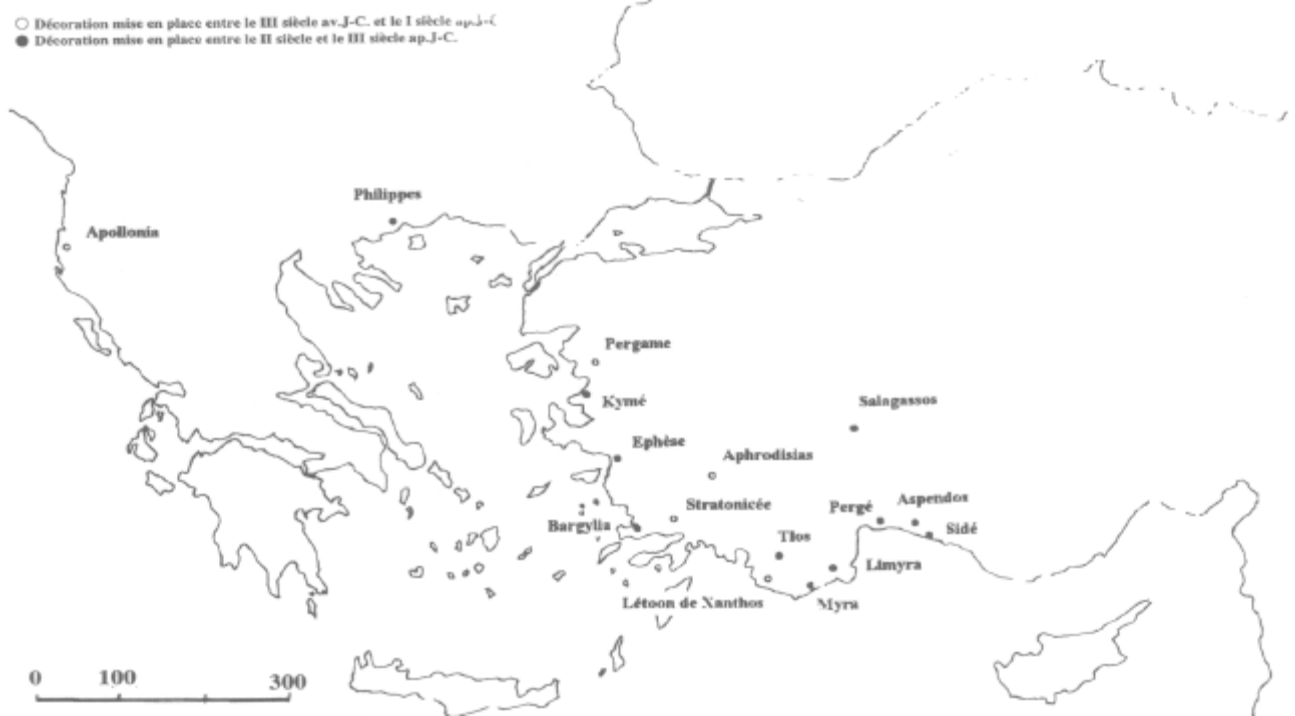 ○ Décoration mise en place entre le III siècle av.J-C. et le I siècle ap.J-C
● Décoration mise en place entre le II siècle et le III siècle ap.J-C.
Philippes
Apollonia
Pergame
Kymé
Salagassos
Ephèse
Aphrodisias
Stratonicée
Pergé
Aspendos
Bargylia
Sidé
Tlos
Limyra
Létoon de Xanthos
Myra
0 100 300